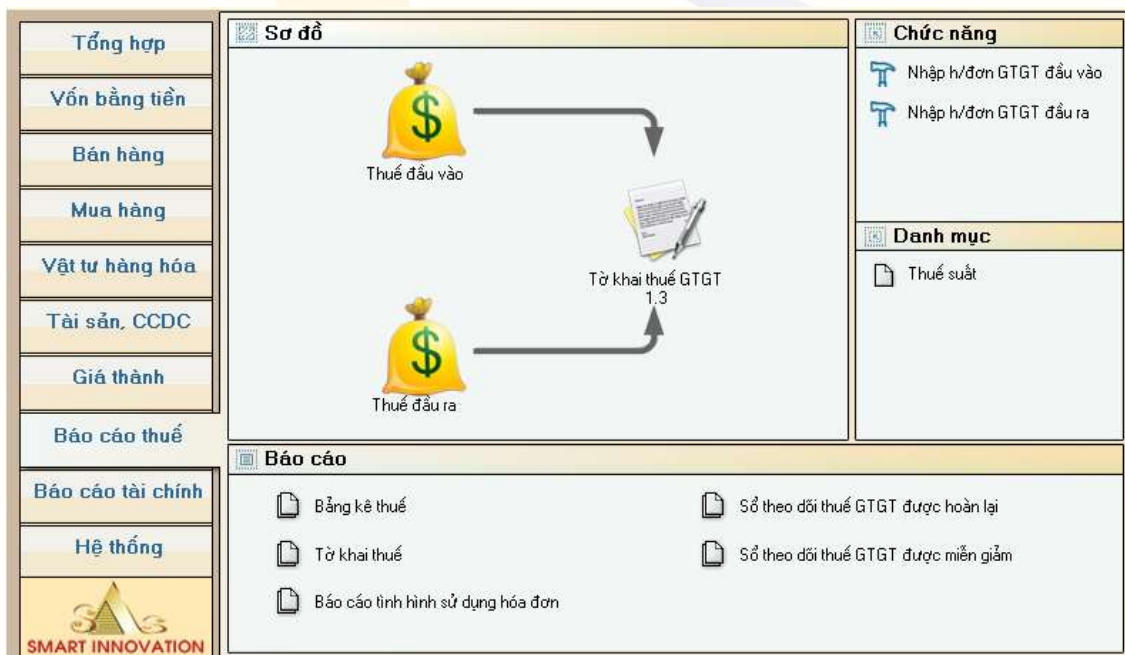 Tổng hợp
Vốn bằng tiền
Bán hàng
Mua hàng
Vật tư hàng hóa
Tài sản, CCDC
Giá thành
Báo cáo thuế
Báo cáo tài chính
Hệ thống
SIS
SMART INNOVATION
Sơ đồ
$
Thuế đầu vào
Tờ khai thuế GTGT
1.3
$
Thuế đầu ra
Chức năng
Nhập h/đơn GTGT đầu vào
Nhập h/đơn GTGT đầu ra
Danh mục
Thuế suất
Báo cáo
Bảng kê thuế
Tờ khai thuế
Báo cáo tình hình sử dụng hóa đơn
Sổ theo dõi thuế GTGT được hoàn lại
Sổ theo dõi thuế GTGT được miễn giảm